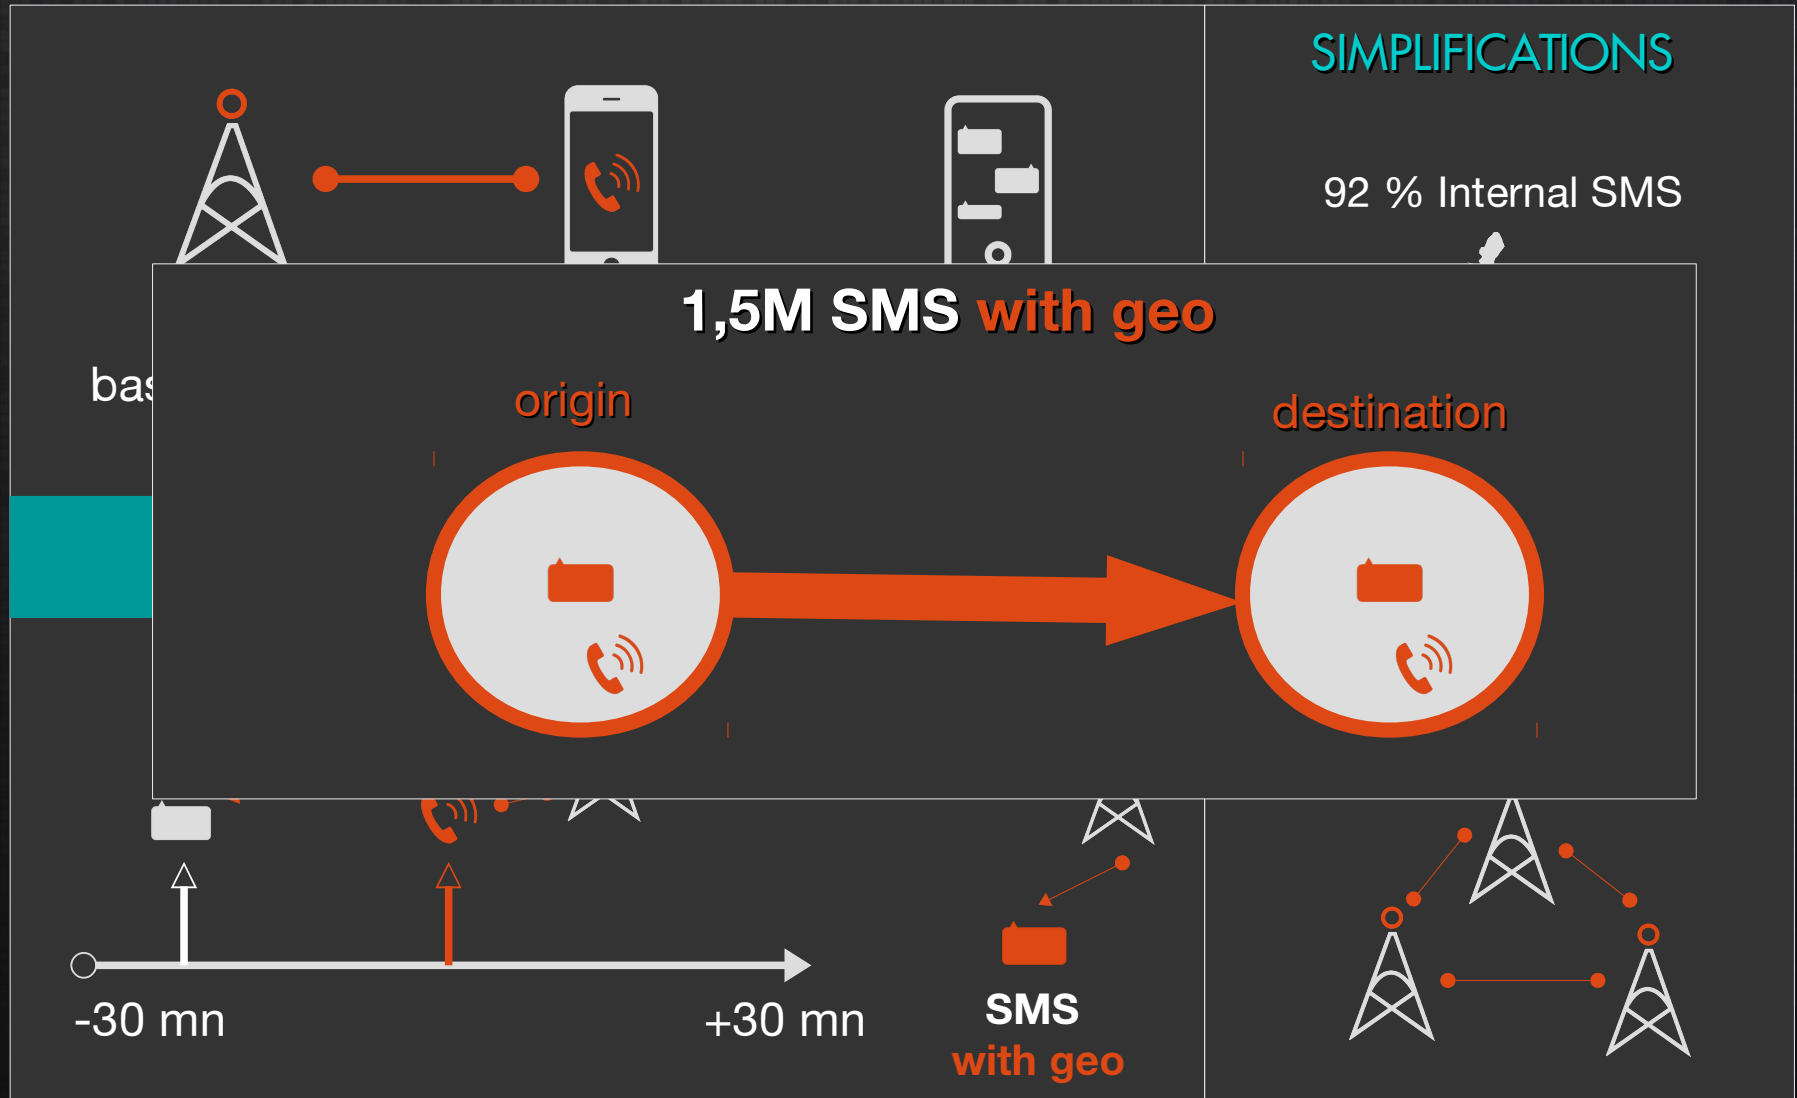 SIMPLIFICATIONS
92 % Internal SMS
1,5M SMS with geo
origin
destination
-30 mn
+30 mn
SMS
with geo